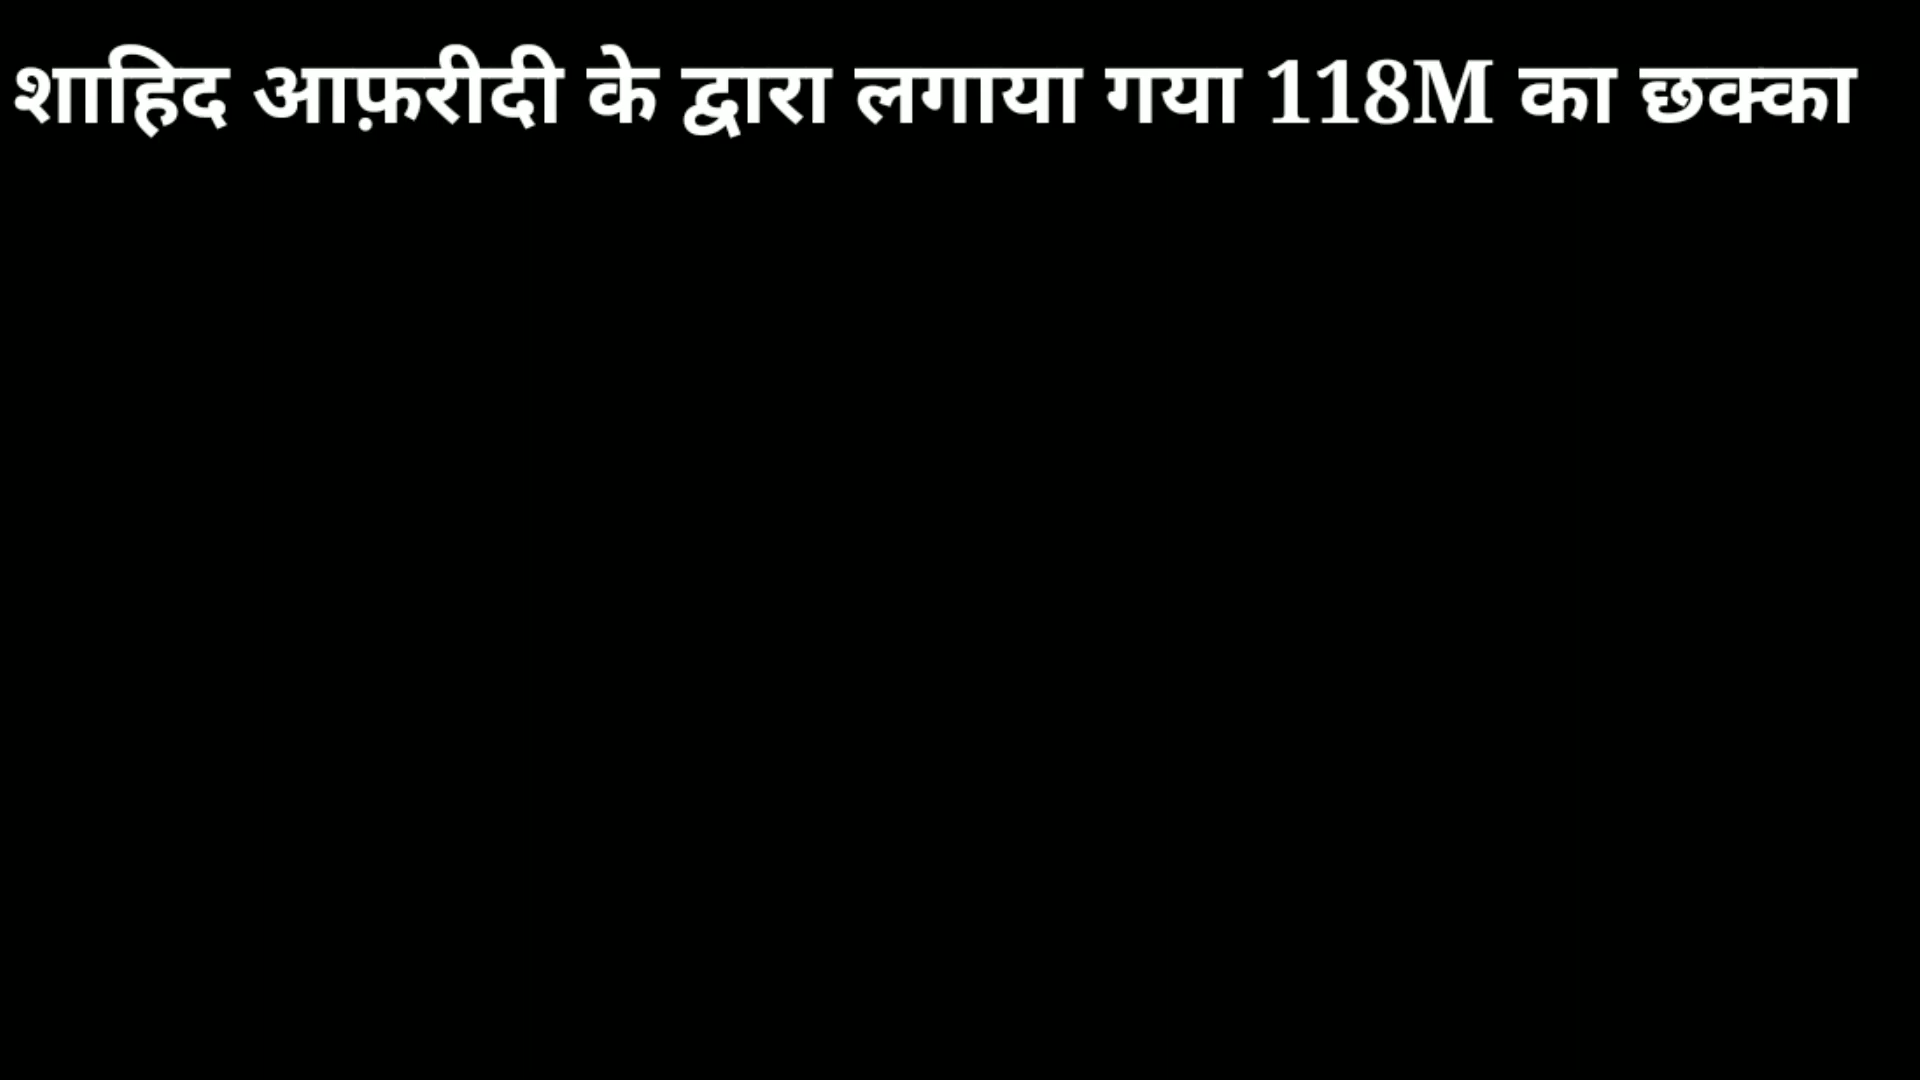 शाहिद आफ़रीदी के द्वारा लगाया गया 118M का छक्का